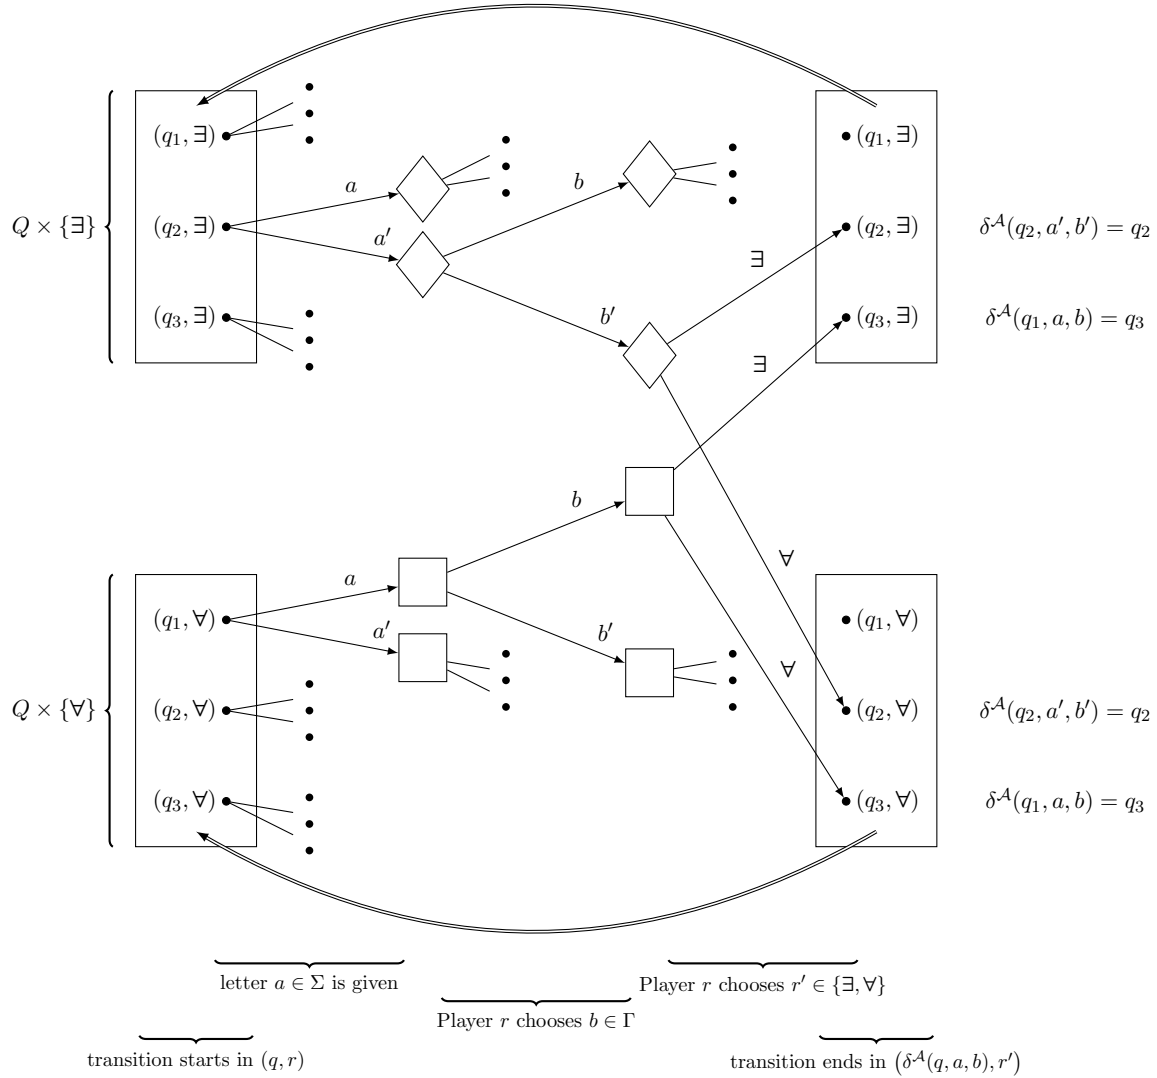 (q₁, ∃)
(q₂, ∃)
(q₃, ∃)
Q × {∃}
a
a′
b
b′
∃
∃
(q₁, ∃)
(q₂, ∃)
(q₃, ∃)
δ^𝒜(q₂, a′, b′) = q₂
δ^𝒜(q₁, a, b) = q₃
(q₁, ∀)
(q₂, ∀)
(q₃, ∀)
Q × {∀}
a
a′
b
b′
∀
∀
(q₁, ∀)
(q₂, ∀)
(q₃, ∀)
δ^𝒜(q₂, a′, b′) = q₂
δ^𝒜(q₁, a, b) = q₃
letter a ∈ Σ is given
Player r chooses r′ ∈ {∃, ∀}
Player r chooses b ∈ Γ
transition starts in (q, r)
transition ends in (δ^𝒜(q, a, b), r′)